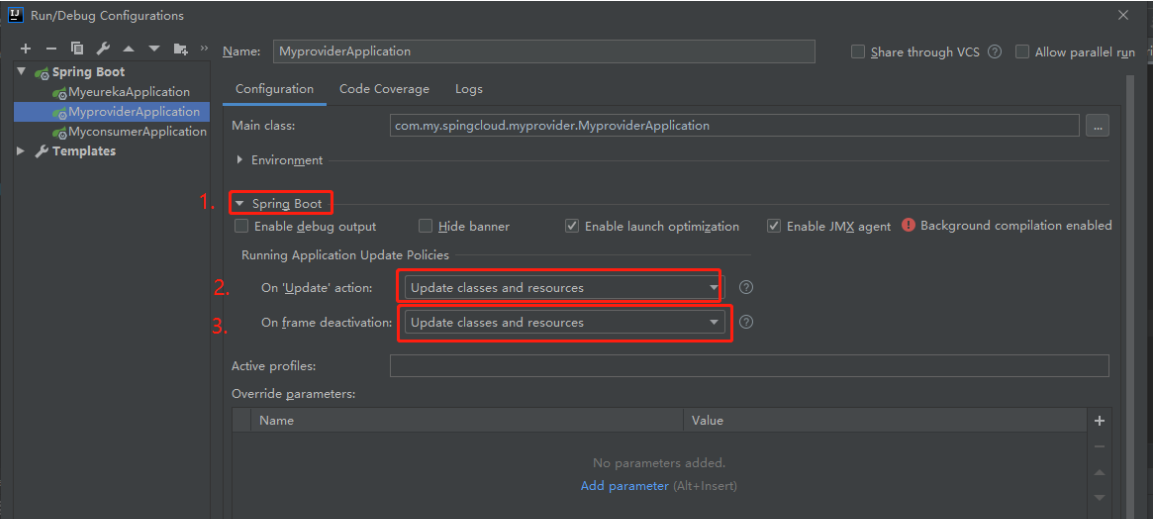 Run/Debug Configurations
Name: MyproviderApplication
Share through VCS
Allow parallel run
Spring Boot
MyeurekaApplication
MyproviderApplication
MyconsumerApplication
Templates
Configuration Code Coverage Logs
Main class: com.my.spingcloud.myprovider.MyproviderApplication ...
Environment
1. Spring Boot
Enable debug output Hide banner Enable launch optimization Enable JMX agent Background compilation enabled
Running Application Update Policies
2. On 'Update' action: Update classes and resources
3. On frame deactivation: Update classes and resources
Active profiles:
Override parameters:
Name Value
No parameters added.
Add parameter (Alt+Insert)